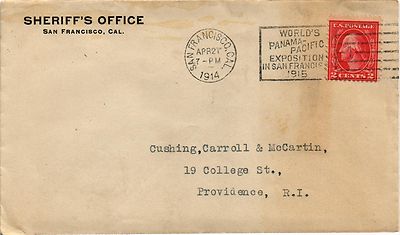 SHERIFF'S OFFICE
SAN FRANCISCO, CAL.
SAN FRANCISCO, CAL.
APR 21
7-PM
1914
WORLD'S
PANAMA-
PACIFIC
EXPOSITION
IN SAN FRANCISCO
1915
U.S. POSTAGE
2 CENTS 2
Cushing, Carroll & McCartin,
19 College St.,
Providence, R.I.